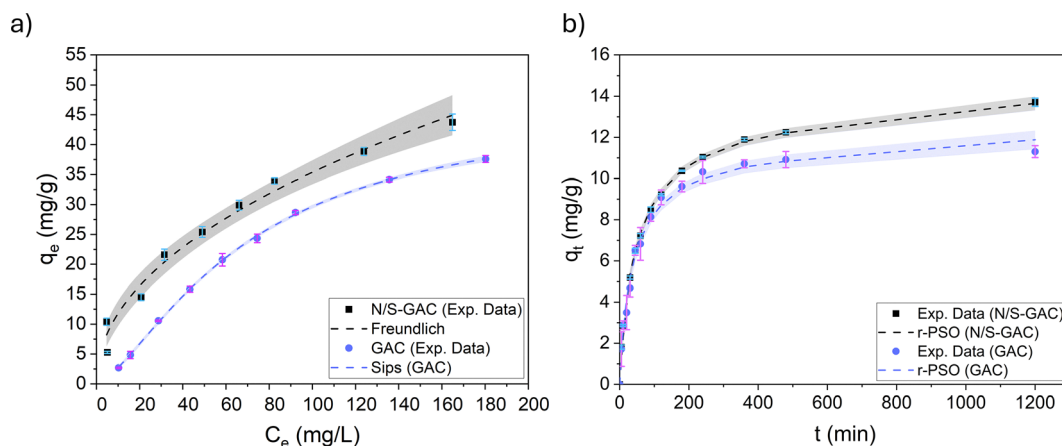 a)
q_e (mg/g)
60
55
50
45
40
35
30
25
20
15
10
5
0
0 20 40 60 80 100 120 140 160 180 200
C_e (mg/L)
N/S-GAC (Exp. Data)
Freundlich
GAC (Exp. Data)
Sips (GAC)
b)
q_t (mg/g)
16
14
12
10
8
6
4
2
0
0 200 400 600 800 1000 1200
t (min)
Exp. Data (N/S-GAC)
r-PSO (N/S-GAC)
Exp. Data (GAC)
r-PSO (GAC)